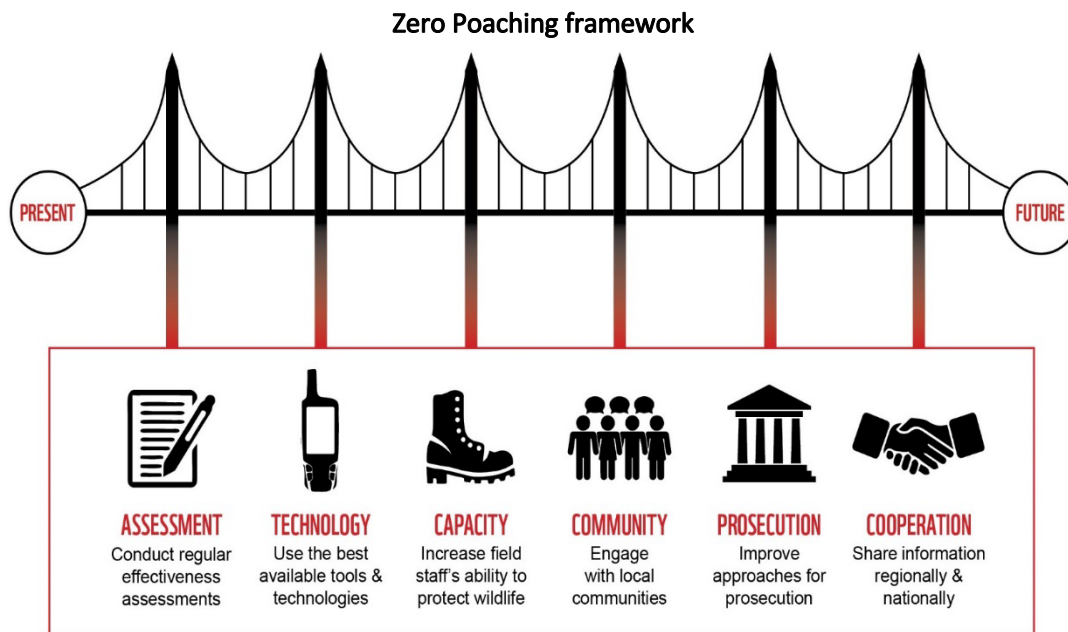 Zero Poaching framework
PRESENT
FUTURE
ASSESSMENT
Conduct regular
effectiveness
assessments
TECHNOLOGY
Use the best
available tools &
technologies
CAPACITY
Increase field
staff's ability to
protect wildlife
COMMUNITY
Engage
with local
communities
PROSECUTION
Improve
approaches for
prosecution
COOPERATION
Share information
regionally &
nationally